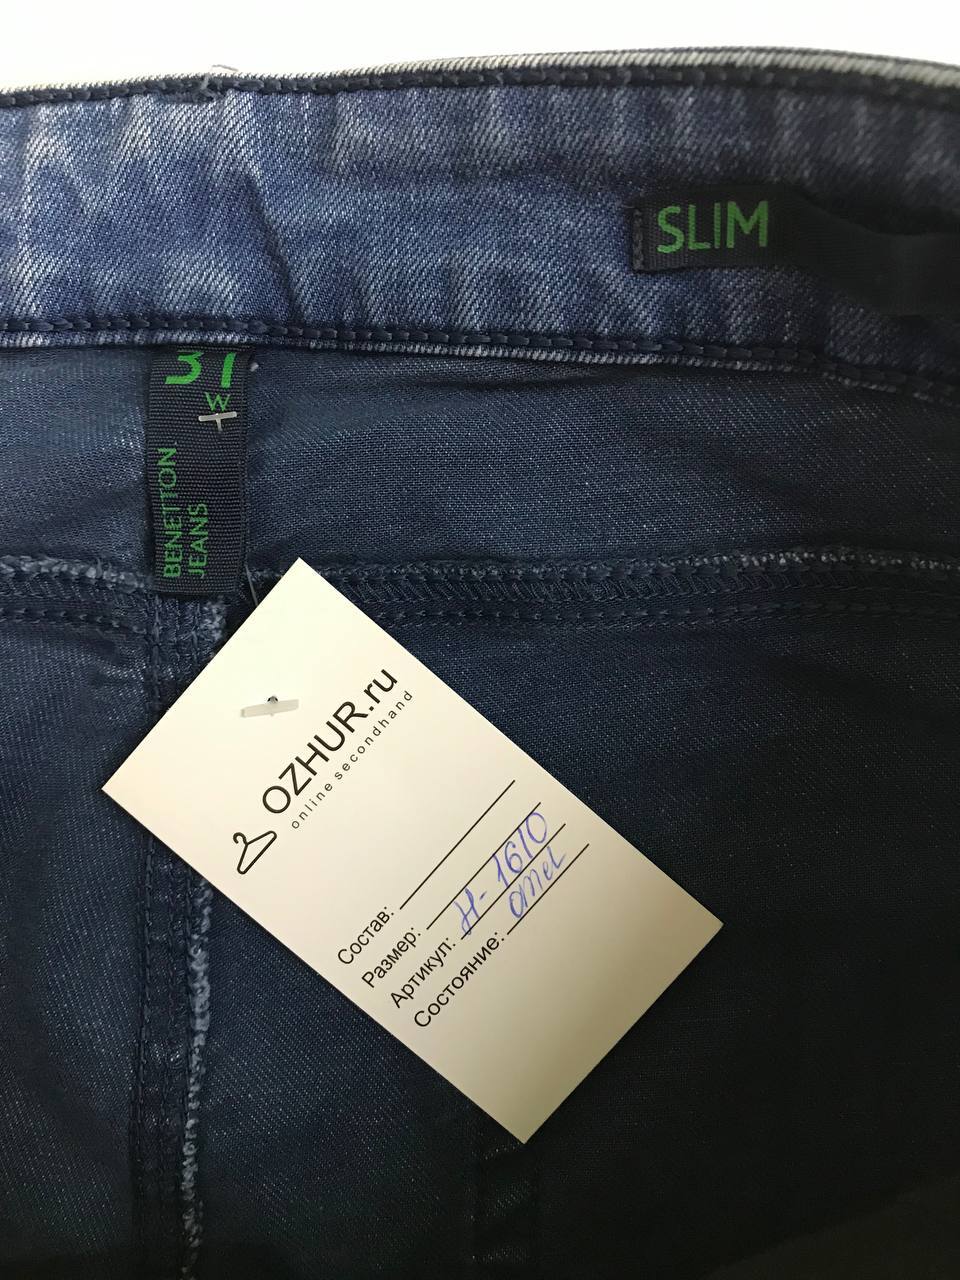 SLIM
31
W
BENETTON
JEANS
OZHUR.ru
online secondhand
Состав:
Размер:
Артикул: Н-1610
Состояние: отл